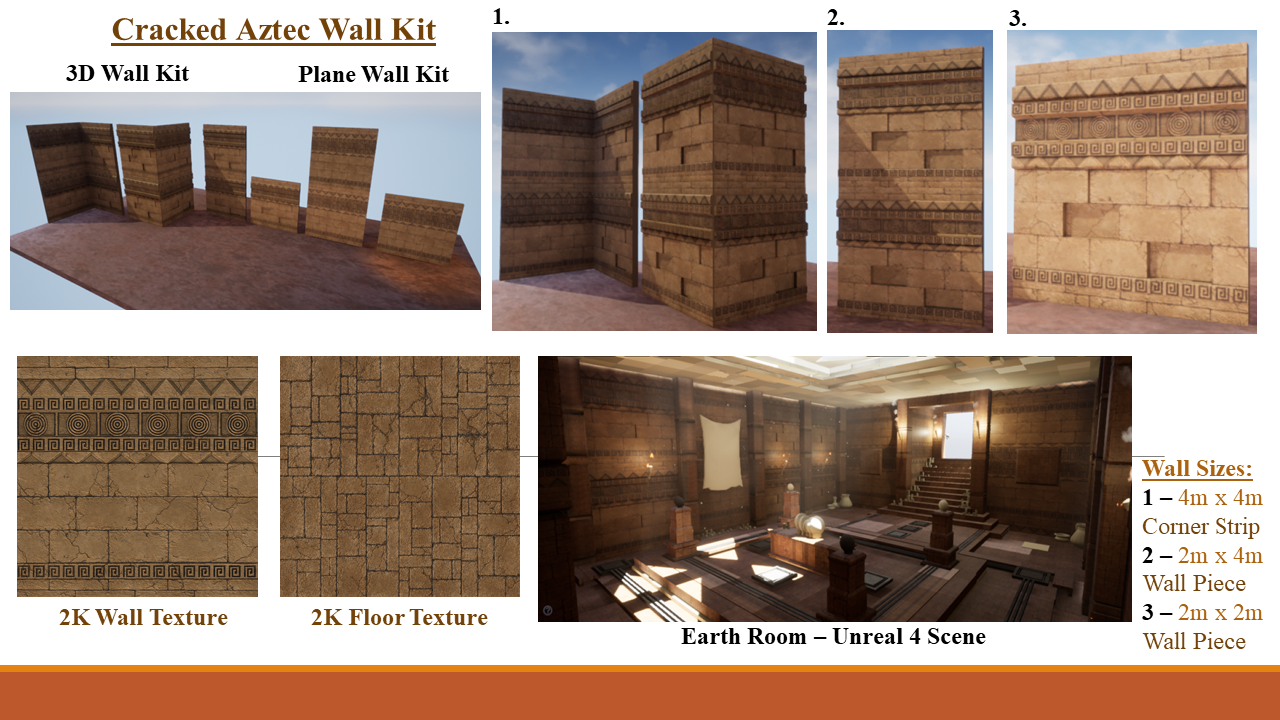 Cracked Aztec Wall Kit
3D Wall Kit
Plane Wall Kit
1.
2.
3.
2K Wall Texture
2K Floor Texture
Earth Room – Unreal 4 Scene
Wall Sizes:
1 – 4m x 4m
Corner Strip
2 – 2m x 4m
Wall Piece
3 – 2m x 2m
Wall Piece